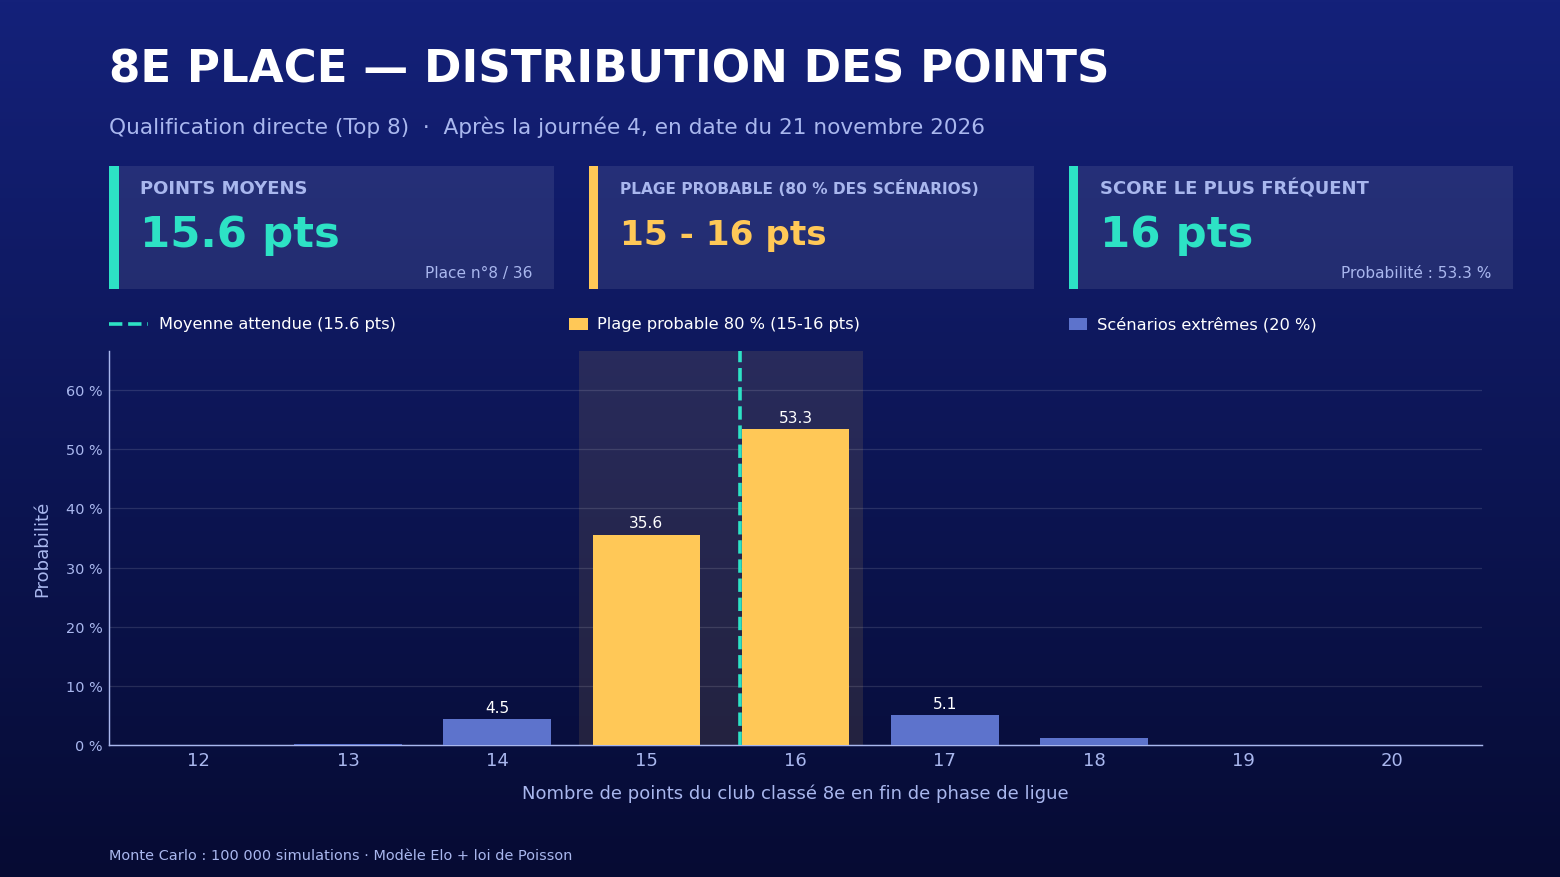 8E PLACE — DISTRIBUTION DES POINTS
Qualification directe (Top 8) · Après la journée 4, en date du 21 novembre 2026
POINTS MOYENS
15.6 pts
Place n°8 / 36
PLAGE PROBABLE (80 % DES SCÉNARIOS)
15 - 16 pts
SCORE LE PLUS FRÉQUENT
16 pts
Probabilité : 53.3 %
Moyenne attendue (15.6 pts)
Plage probable 80 % (15-16 pts)
Scénarios extrêmes (20 %)
Probabilité
60 %
50 %
40 %
30 %
20 %
10 %
0 %
4.5
35.6
53.3
5.1
12
13
14
15
16
17
18
19
20
Nombre de points du club classé 8e en fin de phase de ligue
Monte Carlo : 100 000 simulations · Modèle Elo + loi de Poisson